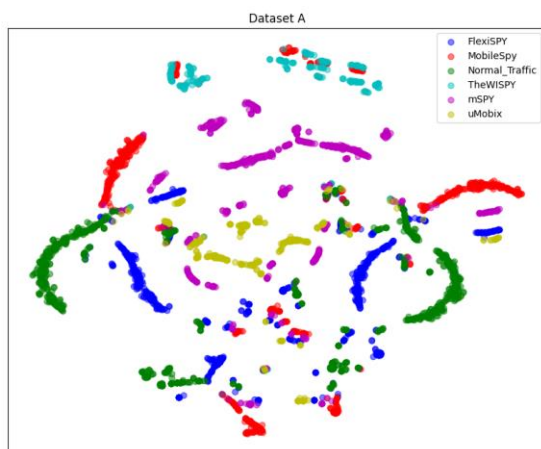 Dataset A
FlexiSPY
MobileSpy
Normal_Traffic
TheWISPY
mSPY
uMobix